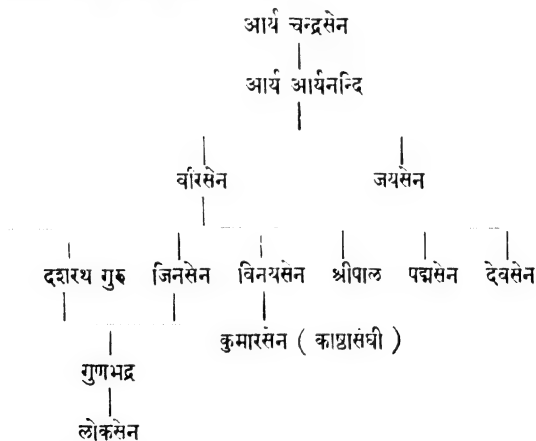 आर्य चन्द्रसेन
आर्य आर्यनन्दि
वीरसेन जयसेन
दशरथ गुरु जिनसेन विनयसेन श्रीपाल पद्मसेन देवसेन
कुमारसेन ( काष्ठासंघी )
गुणभद्र
लोकसेन